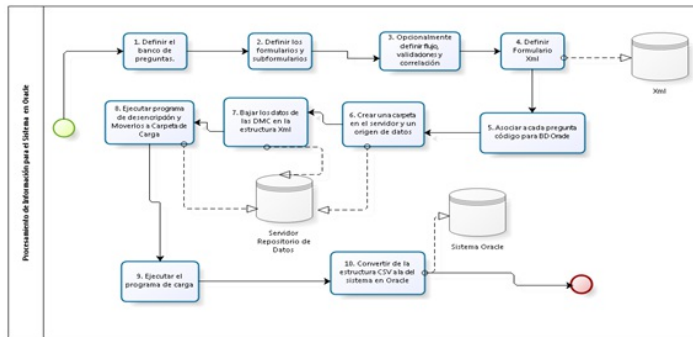 Procesamiento de Información para el Sistema en Oracle
1. Definir el
banco de
preguntas.
2. Definir los
formularios y
subformularios
3. Opcionalmente
definir flujo,
validadores y
correlación
4. Definir
Formulario
Xml
Xml
8. Ejecutar programa
de desencripción y
Moverlos a Carpeta de
Carga
7. Bajar los datos de
las DMC en la
estructura Xml
6. Crear una carpeta
en el servidor y un
origen de datos
5. Asociar a cada pregunta
código para BD Oracle
Servidor
Repositorio de
Datos
Sistema Oracle
9. Ejecutar el
programa de carga
10. Convertir de la
estructura CSV a la del
sistema en Oracle